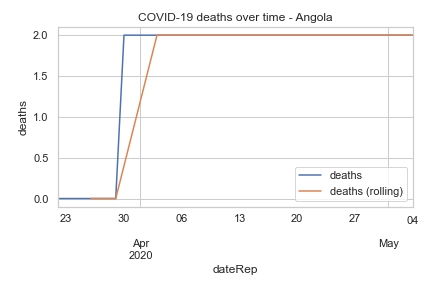 COVID-19 deaths over time - Angola
deaths
2.0
1.5
1.0
0.5
0.0
deaths
deaths (rolling)
23 30 06 13 20 27 04
Apr May
2020
dateRep